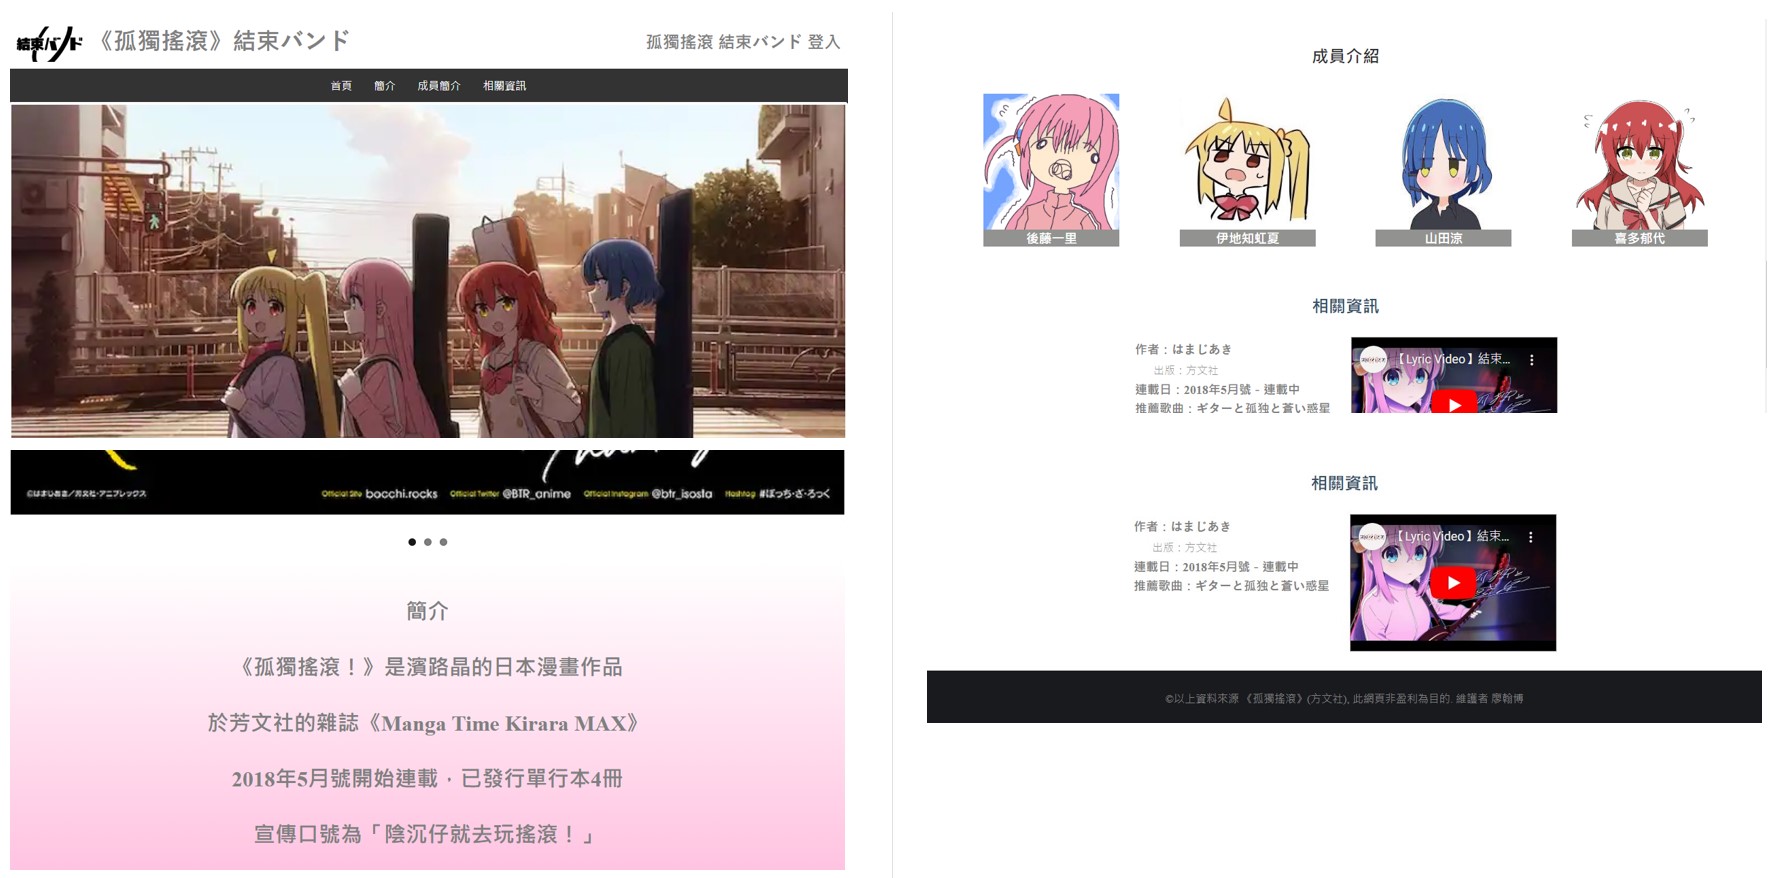 結束バンド
《孤獨搖滾》結束バンド
孤獨搖滾 結束バンド 登入
首頁 簡介 成員簡介 相關資訊
©はまじあき/芳文社・アニプレックス
Official Site bocchi.rocks Official Twitter @BTR_anime Official Instagram @btr_isosta Hashtag #ぼっち・ざ・ろっく
簡介
《孤獨搖滾！》是濱路晶的日本漫畫作品
於芳文社的雜誌《Manga Time Kirara MAX》
2018年5月號開始連載，已發行單行本4冊
宣傳口號為「陰沉仔就去玩搖滾！」
成員介紹
後藤一里
伊地知虹夏
山田涼
喜多郁代
相關資訊
作者：はまじあき
出版：方文社
連載日：2018年5月號 - 連載中
推薦歌曲：ギターと孤独と蒼い惑星
【Lyric Video】結束...
相關資訊
作者：はまじあき
出版：方文社
連載日：2018年5月號 - 連載中
推薦歌曲：ギターと孤独と蒼い惑星
【Lyric Video】結束...
©以上資料來源 《孤獨搖滾》(方文社), 此網頁非盈利為目的. 維護者 廖翰博